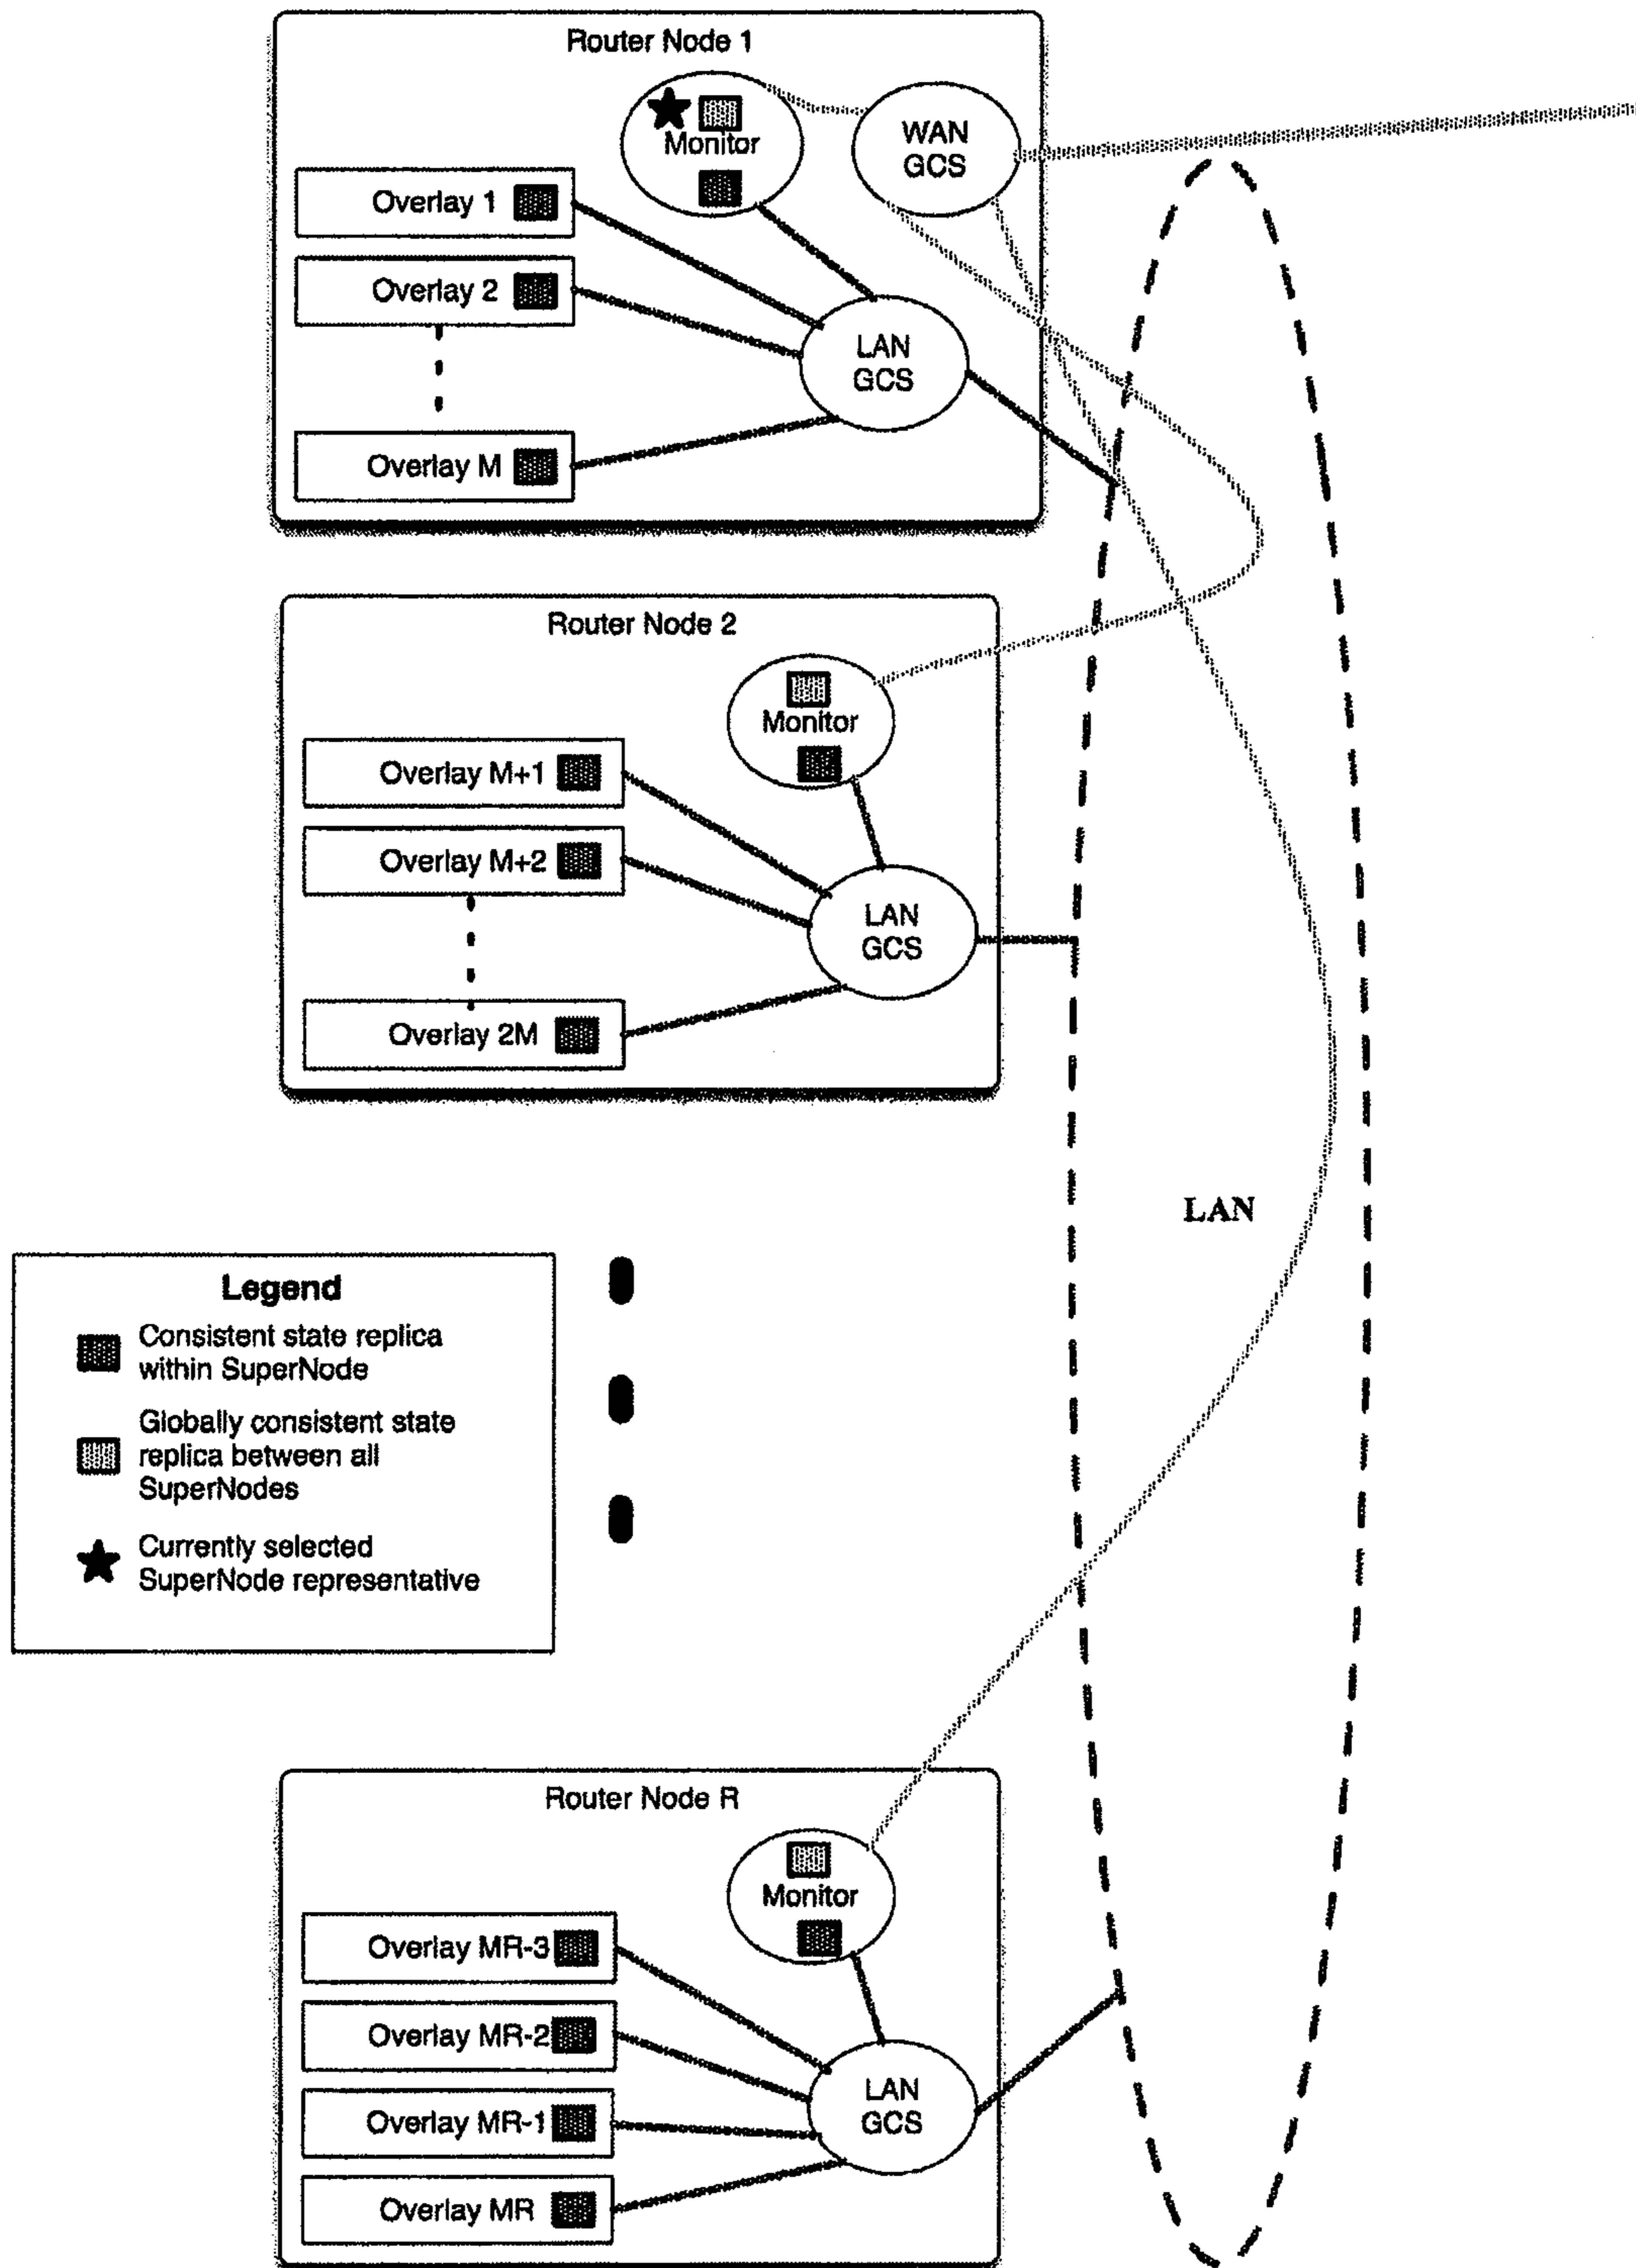 Router Node 1
Monitor
WAN
GCS
Overlay 1
Overlay 2
LAN
GCS
Overlay M
Router Node 2
Monitor
Overlay M+1
Overlay M+2
LAN
GCS
Overlay 2M
LAN
Legend
Consistent state replica
within SuperNode
Globally consistent state
replica between all
SuperNodes
Currently selected
SuperNode representative
Router Node R
Monitor
Overlay MR-3
Overlay MR-2
LAN
GCS
Overlay MR-1
Overlay MR